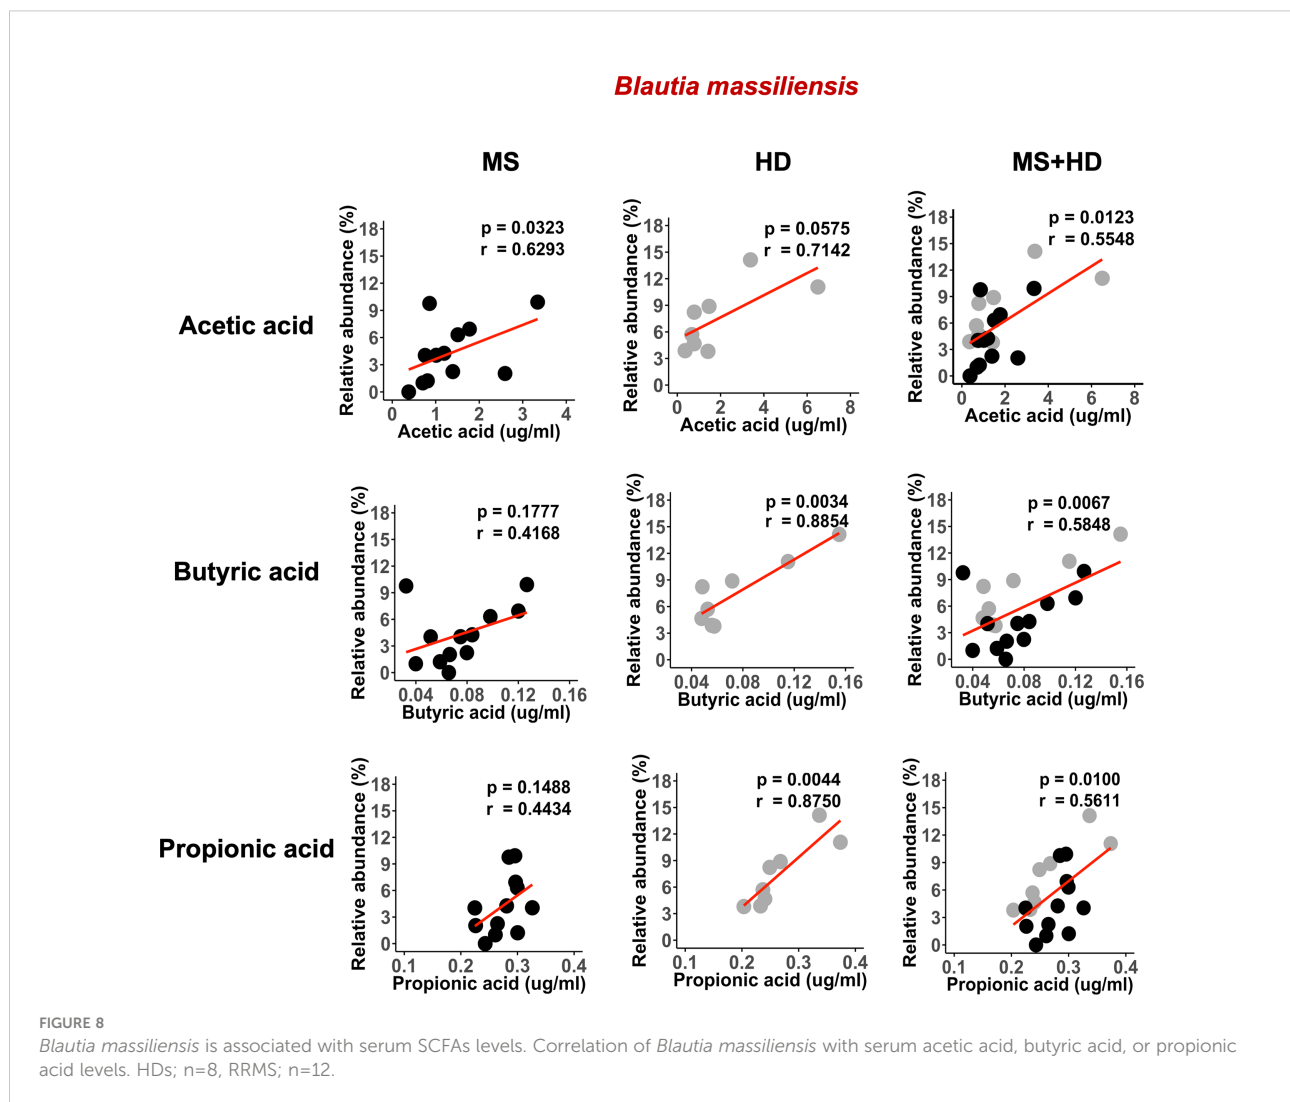 Blautia massiliensis
MS
HD
MS+HD
Acetic acid
Relative abundance (%)
18
15
12
9
6
3
0
p = 0.0323
r = 0.6293
0 1 2 3 4
Acetic acid (ug/ml)
Relative abundance (%)
18
15
12
9
6
3
0
p = 0.0575
r = 0.7142
0 2 4 6 8
Acetic acid (ug/ml)
Relative abundance (%)
18
15
12
9
6
3
0
p = 0.0123
r = 0.5548
0 2 4 6 8
Acetic acid (ug/ml)
Butyric acid
Relative abundance (%)
18
15
12
9
6
3
0
p = 0.1777
r = 0.4168
0.04 0.08 0.12 0.16
Butyric acid (ug/ml)
Relative abundance (%)
18
15
12
9
6
3
0
p = 0.0034
r = 0.8854
0.04 0.08 0.12 0.16
Butyric acid (ug/ml)
Relative abundance (%)
18
15
12
9
6
3
0
p = 0.0067
r = 0.5848
0.04 0.08 0.12 0.16
Butyric acid (ug/ml)
Propionic acid
Relative abundance (%)
18
15
12
9
6
3
0
p = 0.1488
r = 0.4434
0.1 0.2 0.3 0.4
Propionic acid (ug/ml)
Relative abundance (%)
18
15
12
9
6
3
0
p = 0.0044
r = 0.8750
0.1 0.2 0.3 0.4
Propionic acid (ug/ml)
Relative abundance (%)
18
15
12
9
6
3
0
p = 0.0100
r = 0.5611
0.1 0.2 0.3 0.4
Propionic acid (ug/ml)
FIGURE 8
Blautia massiliensis is associated with serum SCFAs levels. Correlation of Blautia massiliensis with serum acetic acid, butyric acid, or propionic
acid levels. HDs; n=8, RRMS; n=12.